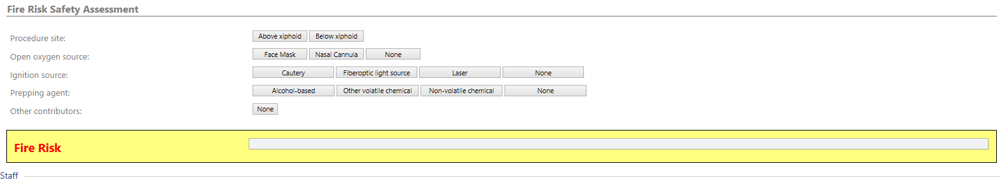 Fire Risk Safety Assessment
Procedure site: Above xiphoid Below xiphoid
Open oxygen source: Face Mask Nasal Cannula None
Ignition source: Cautery Fiberoptic light source Laser None
Prepping agent: Alcohol-based Other volatile chemical Non-volatile chemical None
Other contributors: None
Fire Risk
Staff